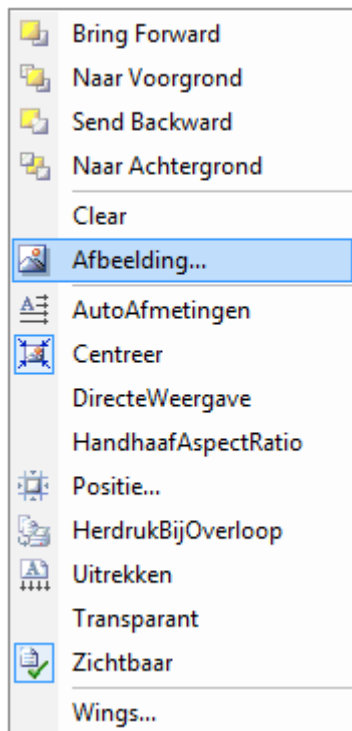 Bring Forward
Naar Voorgrond
Send Backward
Naar Achtergrond
Clear
Afbeelding...
AutoAfmetingen
Centreer
DirecteWeergave
HandhaafAspectRatio
Positie...
HerdrukBijOverloop
Uitrekken
Transparant
Zichtbaar
Wings...